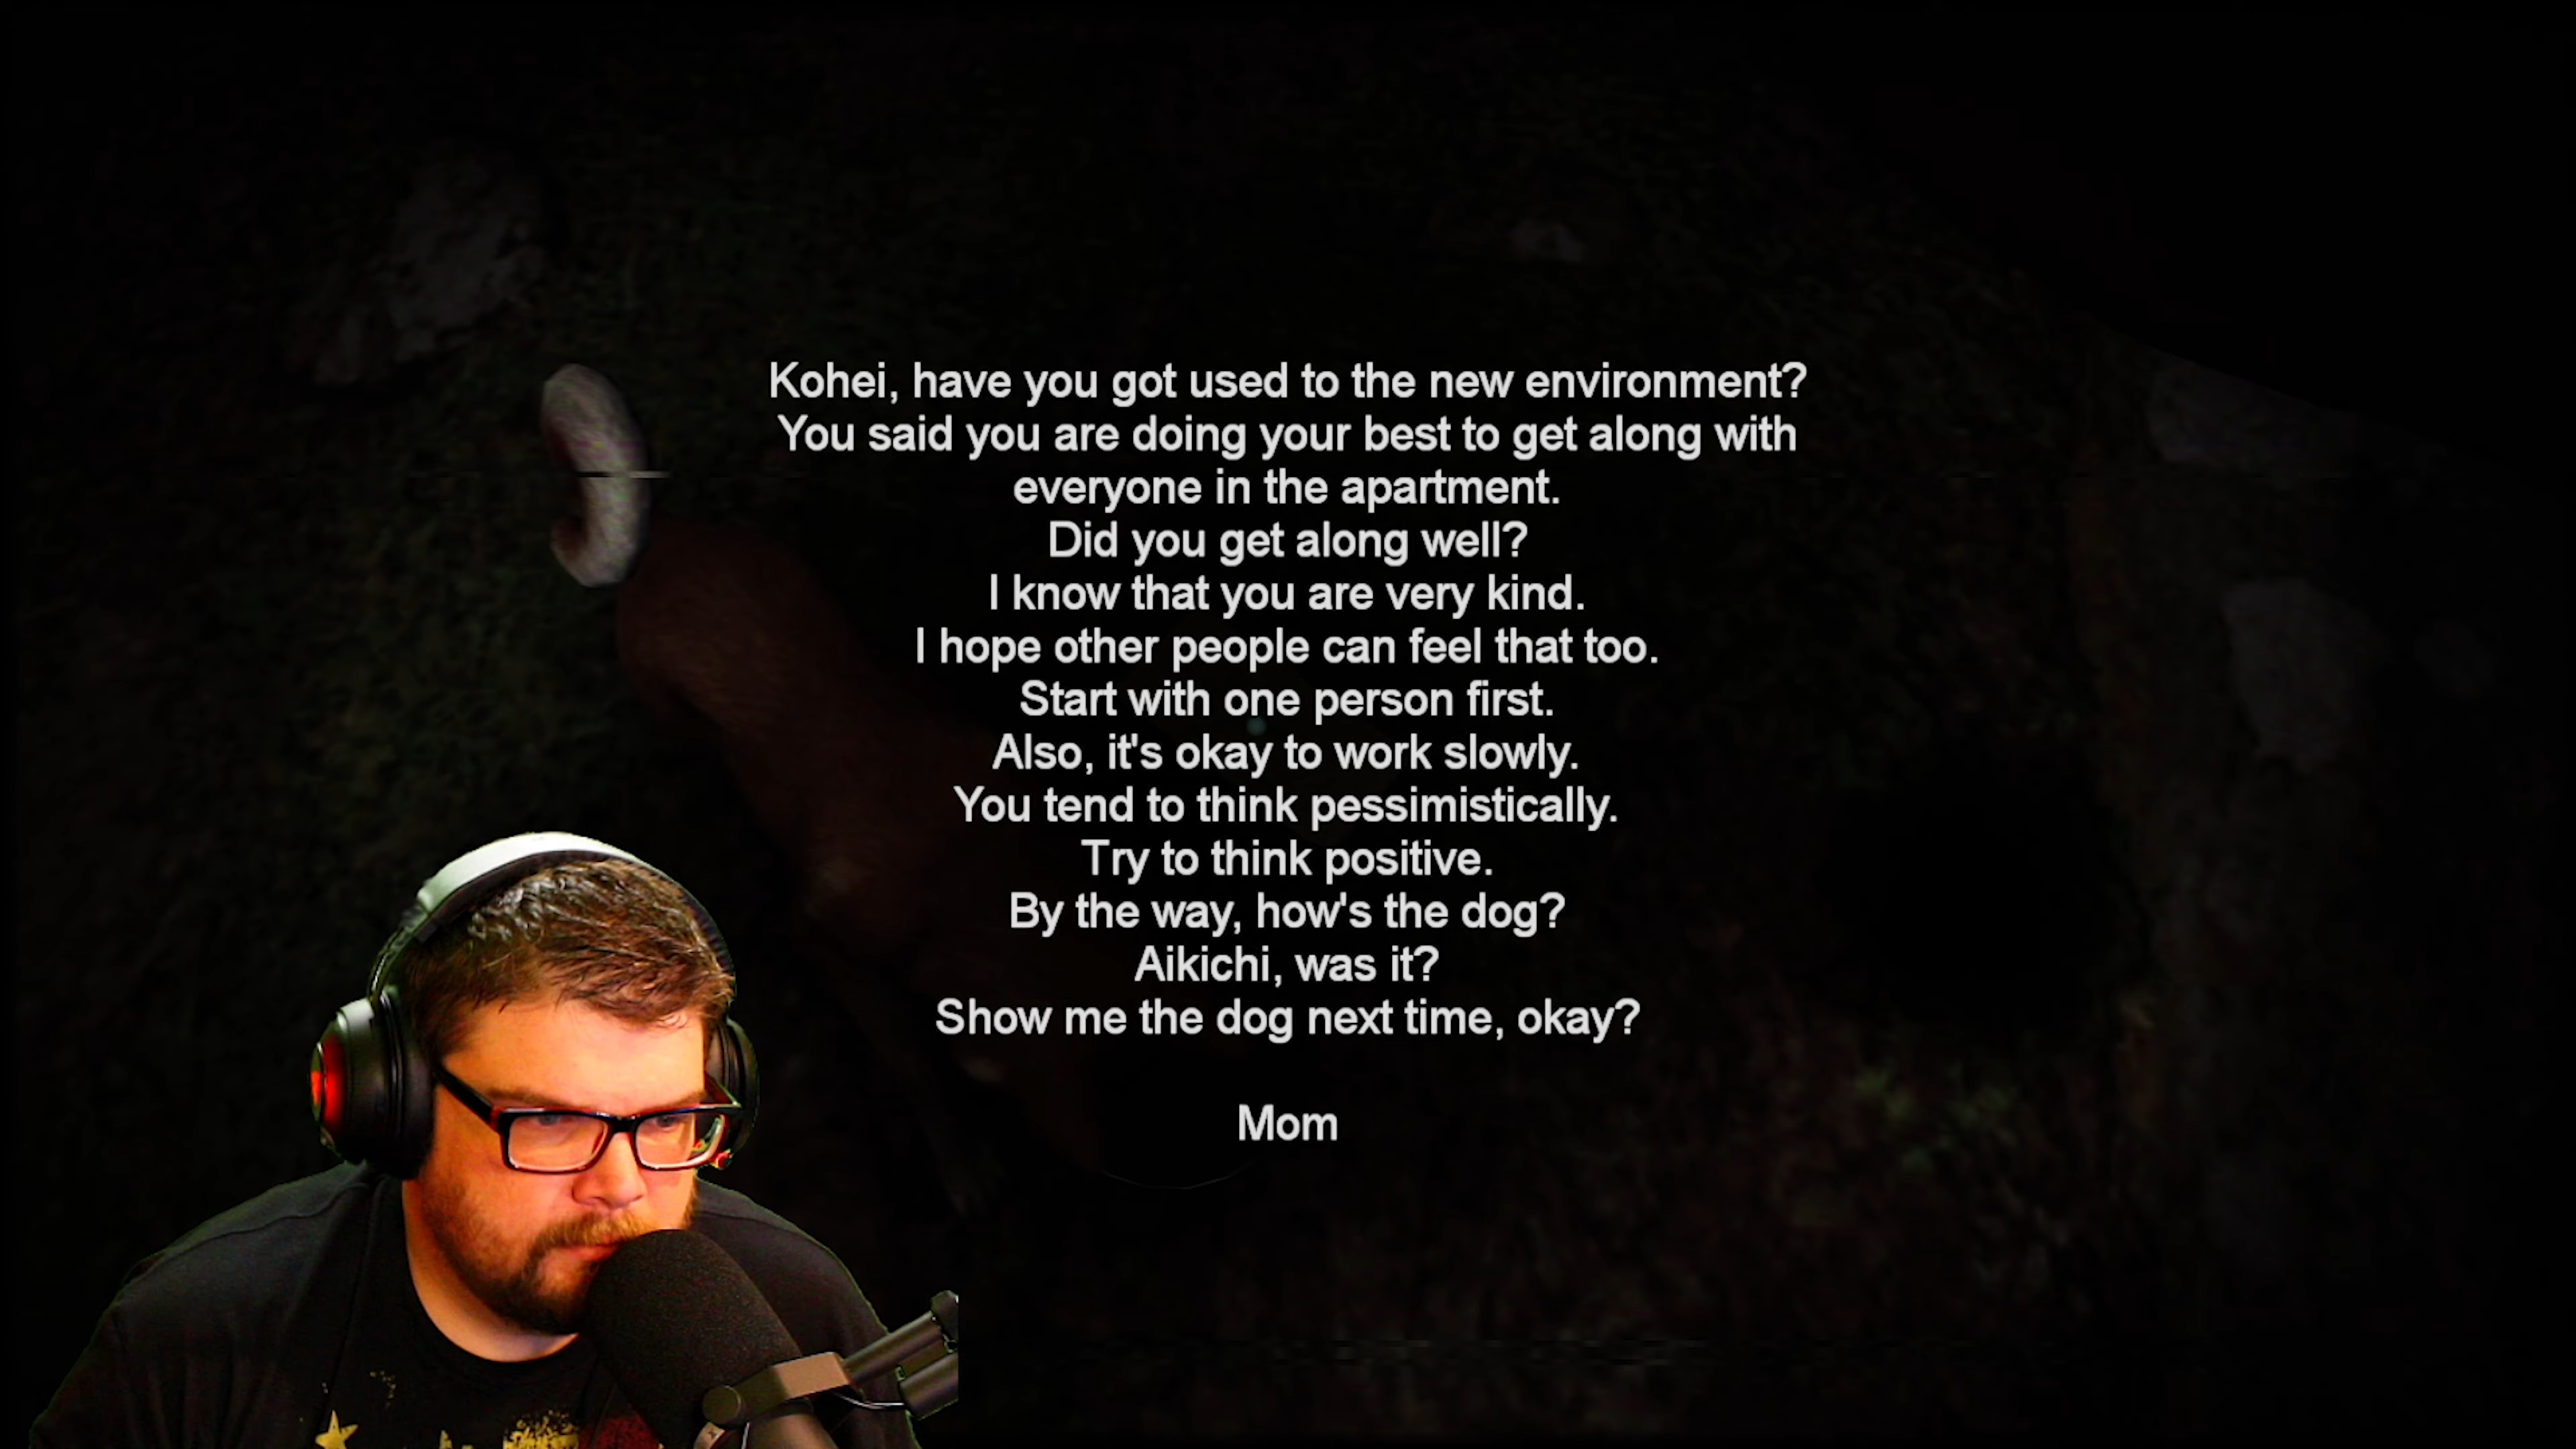 Kohei, have you got used to the new environment?
You said you are doing your best to get along with
everyone in the apartment.
Did you get along well?
I know that you are very kind.
I hope other people can feel that too.
Start with one person first.
Also, it's okay to work slowly.
You tend to think pessimistically.
Try to think positive.
By the way, how's the dog?
Aikichi, was it?
Show me the dog next time, okay?
Mom